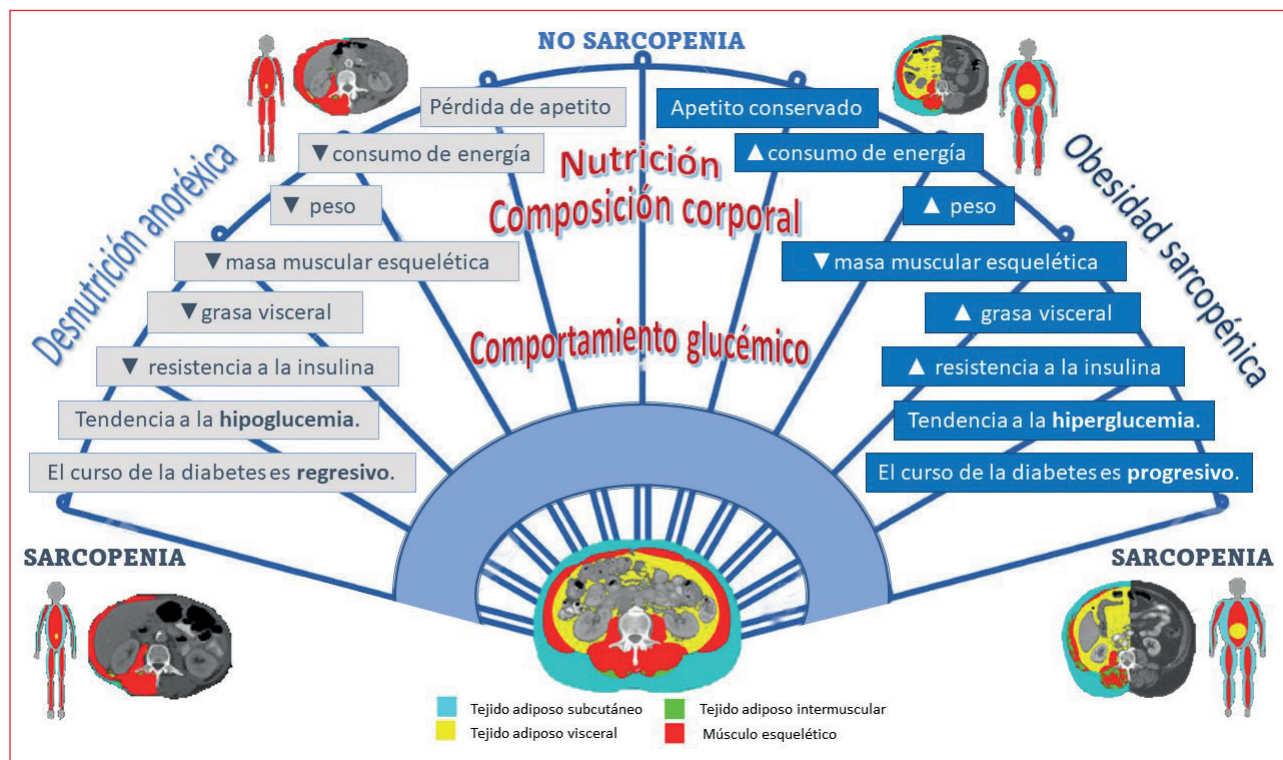 NO SARCOPENIA
Desnutrición anoréxica
Pérdida de apetito
▼ consumo de energía
▼ peso
▼ masa muscular esquelética
▼ grasa visceral
▼ resistencia a la insulina
Tendencia a la hipoglucemia.
El curso de la diabetes es regresivo.
SARCOPENIA
Nutrición
Composición corporal
Comportamiento glucémico
Apetito conservado
▲ consumo de energía
▲ peso
▼ masa muscular esquelética
▲ grasa visceral
▲ resistencia a la insulina
Tendencia a la hiperglucemia.
El curso de la diabetes es progresivo.
Obesidad sarcopénica
SARCOPENIA
Tejido adiposo subcutáneo
Tejido adiposo visceral
Tejido adiposo intermuscular
Músculo esquelético